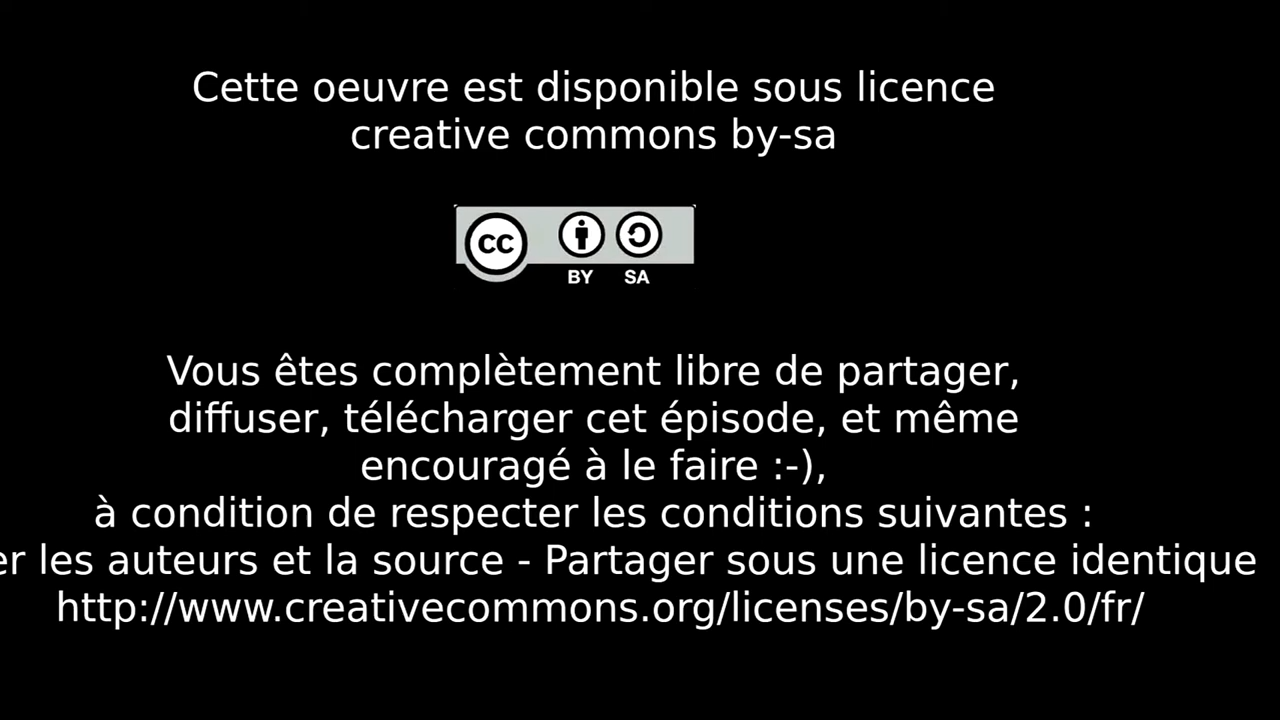 Cette oeuvre est disponible sous licence
creative commons by-sa
CC BY SA
Vous êtes complètement libre de partager,
diffuser, télécharger cet épisode, et même
encouragé à le faire :-),
à condition de respecter les conditions suivantes :
les auteurs et la source - Partager sous une licence identique
http://www.creativecommons.org/licenses/by-sa/2.0/fr/